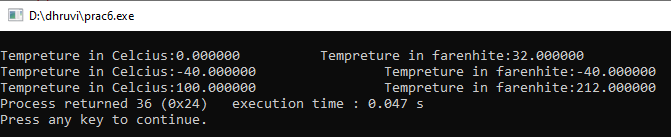 D:\dhruvi\prac6.exe
Tempreture in Celcius:0.000000 Tempreture in farenhite:32.000000
Tempreture in Celcius:-40.000000 Tempreture in farenhite:-40.000000
Tempreture in Celcius:100.000000 Tempreture in farenhite:212.000000
Process returned 36 (0x24) execution time : 0.047 s
Press any key to continue.